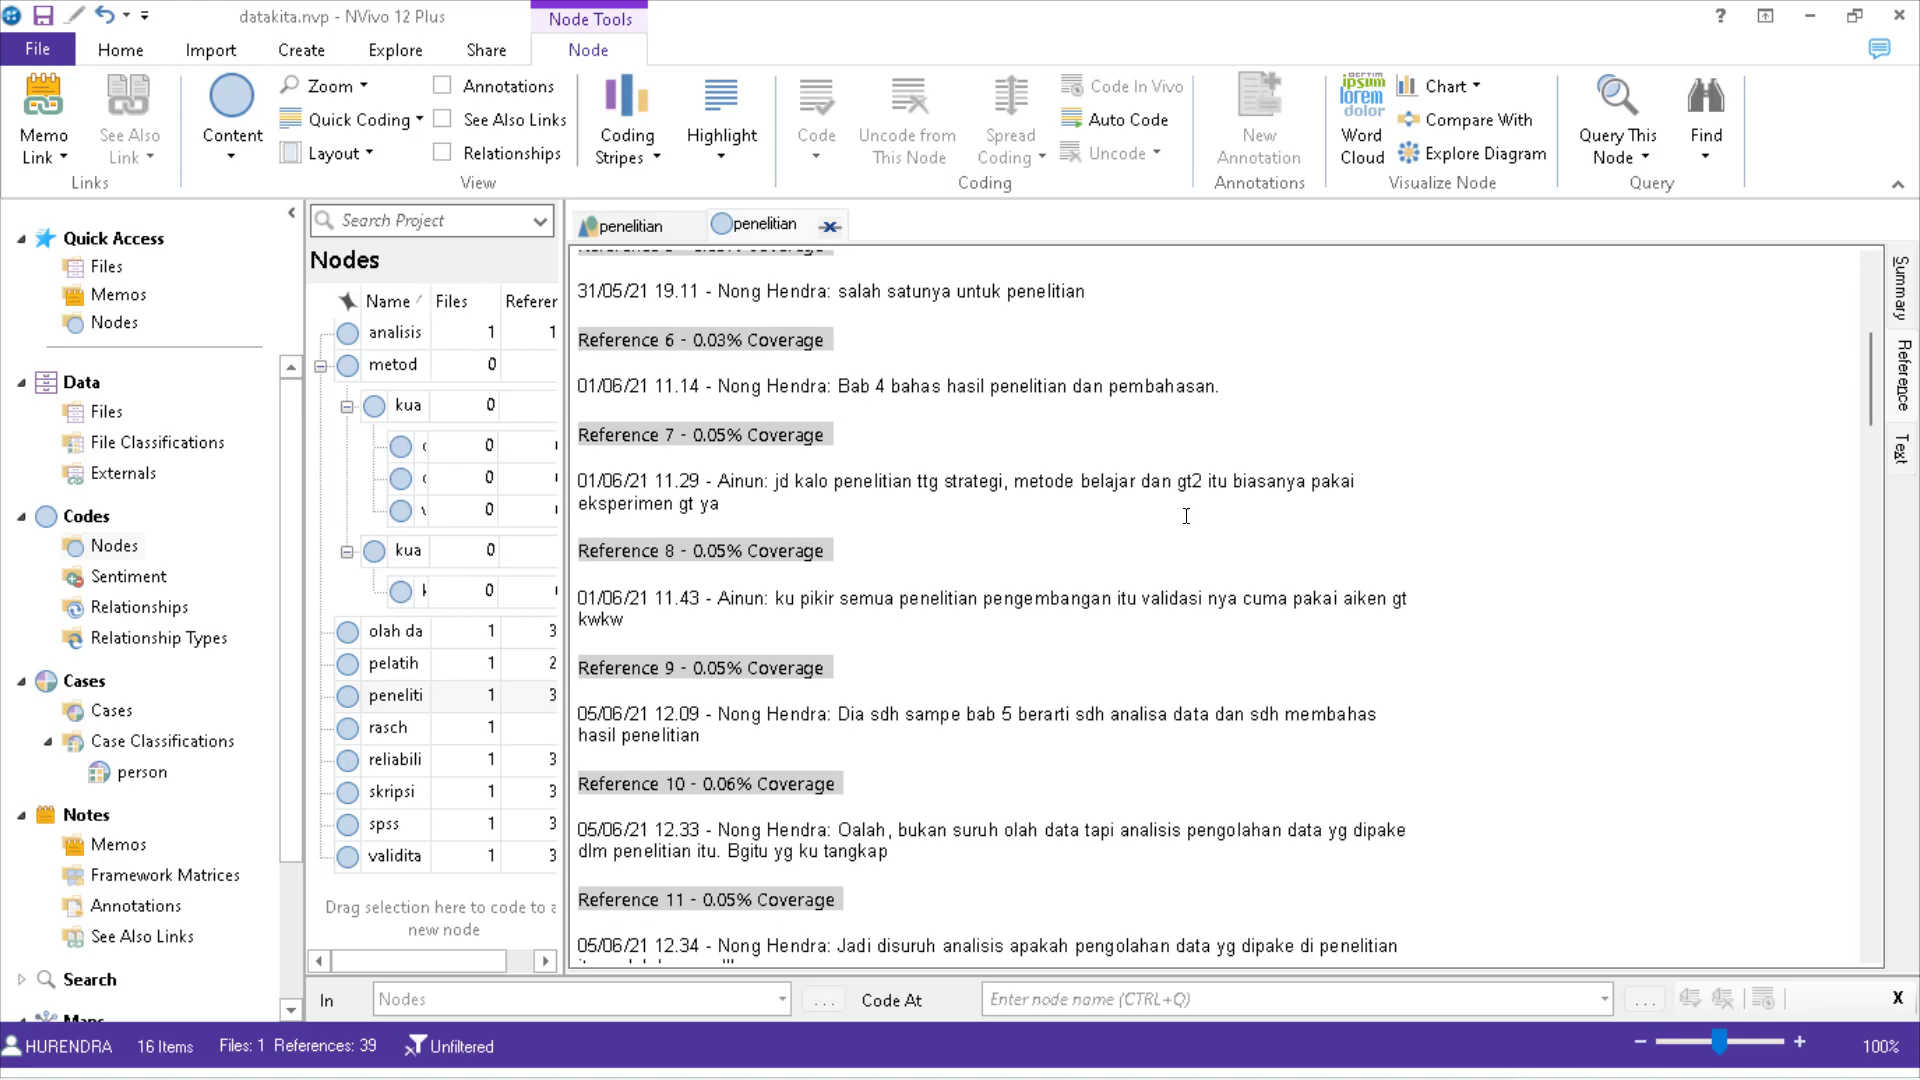 datakita.nvp - NVivo 12 Plus
Node Tools
?
File
Home
Import
Create
Explore
Share
Node
Memo Link
See Also Link
Links
Content
Zoom
Quick Coding
Layout
Annotations
See Also Links
Relationships
View
Coding Stripes
Highlight
Code
Uncode from This Node
Spread Coding
Code In Vivo
Auto Code
Uncode
Coding
New Annotation
Annotations
ipsum lorem dolor
Word Cloud
Chart
Compare With
Explore Diagram
Visualize Node
Query This Node
Find
Query
Quick Access
Files
Memos
Nodes
Data
Files
File Classifications
Externals
Codes
Nodes
Sentiment
Relationships
Relationship Types
Cases
Cases
Case Classifications
person
Notes
Memos
Framework Matrices
Annotations
See Also Links
Search
Maps
Search Project
Nodes
Name Files Refer
analisis 1 1
metod 0
kua 0
0
0
0
kua 0
0
olah da 1 3
pelatih 1 2
peneliti 1 3
rasch 1
reliabili 1 3
skripsi 1 3
spss 1 3
validita 1 3
Drag selection here to code to a
new node
penelitian
penelitian
31/05/21 19.11 - Nong Hendra: salah satunya untuk penelitian
Reference 6 - 0.03% Coverage
01/06/21 11.14 - Nong Hendra: Bab 4 bahas hasil penelitian dan pembahasan.
Reference 7 - 0.05% Coverage
01/06/21 11.29 - Ainun: jd kalo penelitian ttg strategi, metode belajar dan gt2 itu biasanya pakai
eksperimen gt ya
Reference 8 - 0.05% Coverage
01/06/21 11.43 - Ainun: ku pikir semua penelitian pengembangan itu validasi nya cuma pakai aiken gt
kwkw
Reference 9 - 0.05% Coverage
05/06/21 12.09 - Nong Hendra: Dia sdh sampe bab 5 berarti sdh analisa data dan sdh membahas
hasil penelitian
Reference 10 - 0.06% Coverage
05/06/21 12.33 - Nong Hendra: Oalah, bukan suruh olah data tapi analisis pengolahan data yg dipake
dlm penelitian itu. Bgitu yg ku tangkap
Reference 11 - 0.05% Coverage
05/06/21 12.34 - Nong Hendra: Jadi disuruh analisis apakah pengolahan data yg dipake di penelitian
Summary
Reference
Text
In
Nodes
...
Code At
Enter node name (CTRL+Q)
...
X
HURENDRA
16 Items
Files: 1 References: 39
Unfiltered
100%